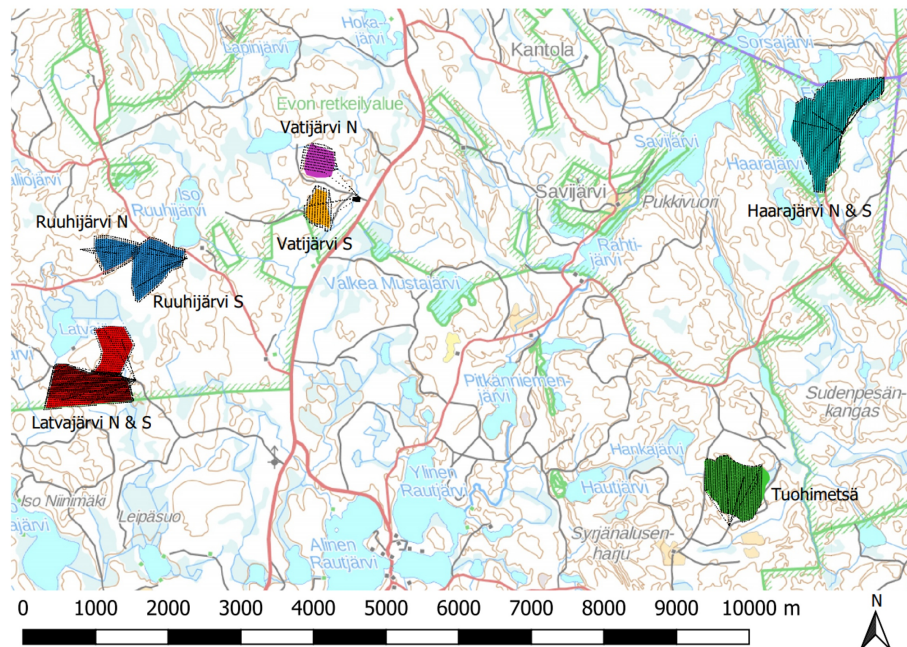 Hoka-
järvi
Lapinjärvi
Kantola
Sorsajärvi
Evon retkeilyalue
Vatijärvi N
Savijärvi
Haarajärvi
Iso
Ruuhijärvi
Savijärvi
Pukkivuori
Ruuhijärvi N
Haarajärvi N & S
Vatijärvi S
Rahti-
järvi
Valkea Mustajärvi
Ruuhijärvi S
Pitkänniemen-
järvi
Sudenpesän-
kangas
Latvajärvi N & S
Hankajärvi
Ylinen
Rautjärvi
Hautjärvi
Tuohimetsä
Iso Niinimäki
Leipäsuo
Syrjänalusen-
harju
Alinen
Rautjärvi
0 1000 2000 3000 4000 5000 6000 7000 8000 9000 10000 m
N